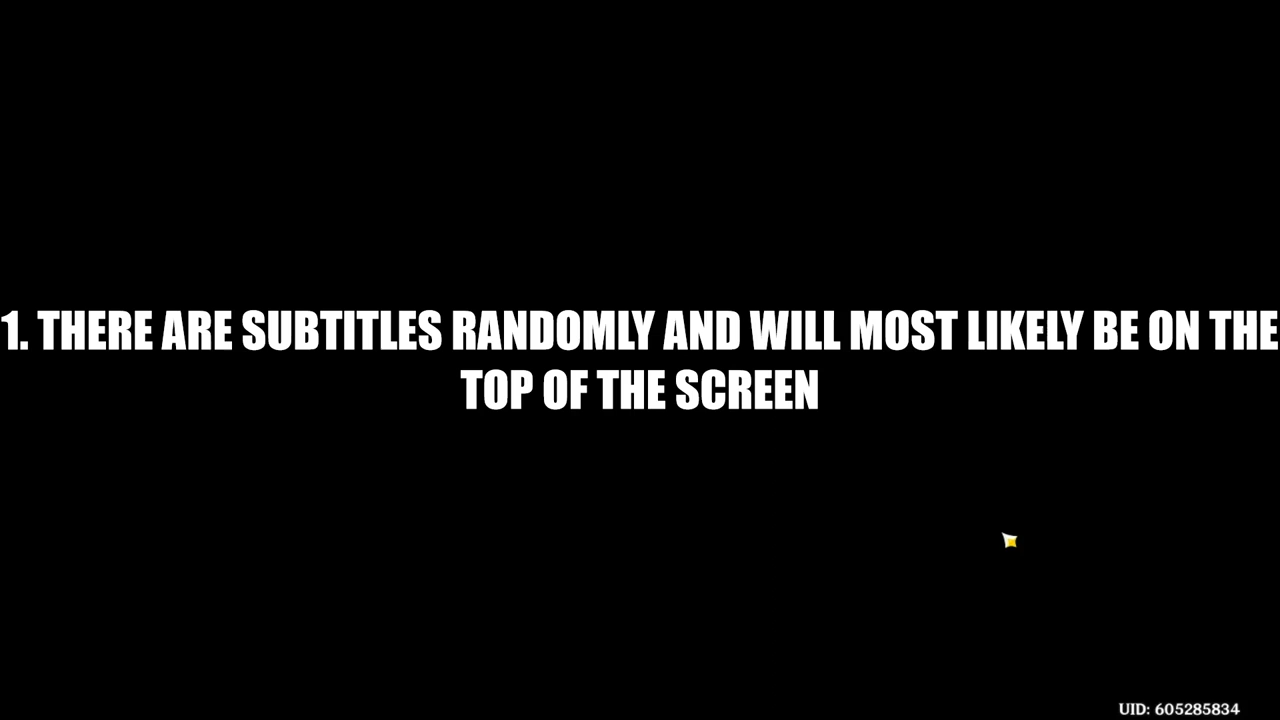 1. THERE ARE SUBTITLES RANDOMLY AND WILL MOST LIKELY BE ON THE
TOP OF THE SCREEN
UID: 605285834